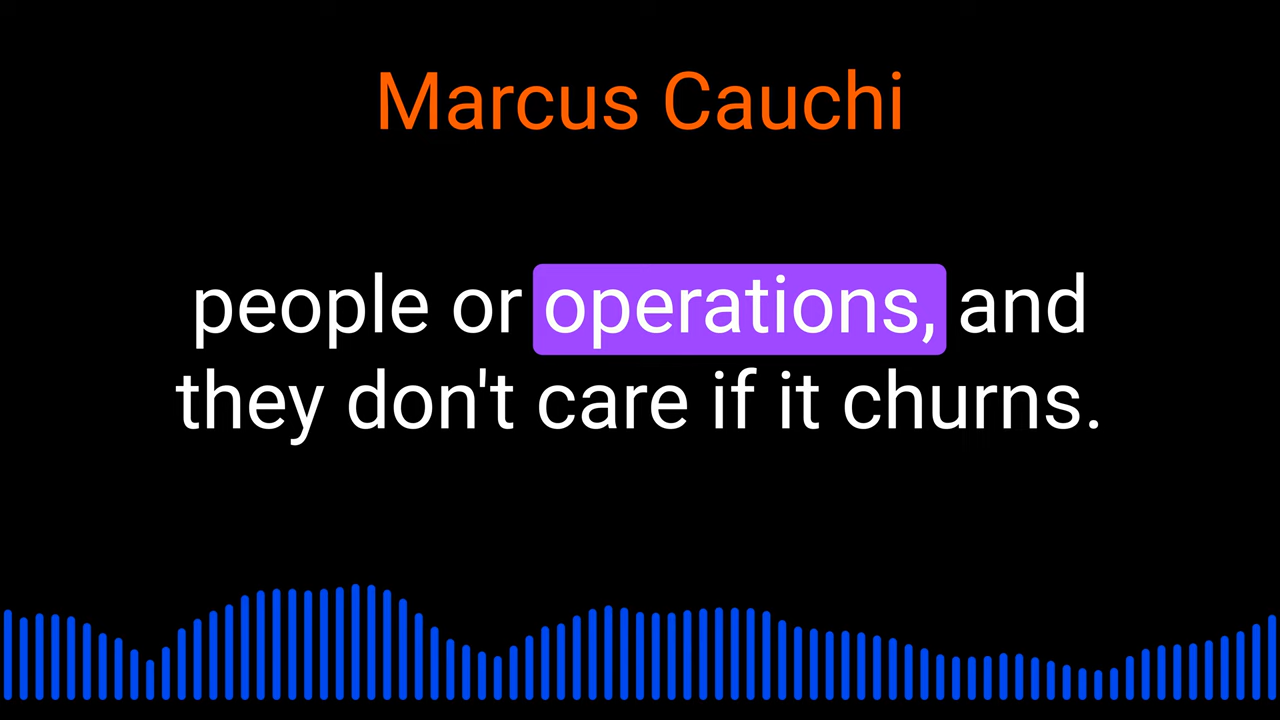 Marcus Cauchi
people or operations, and
they don't care if it churns.